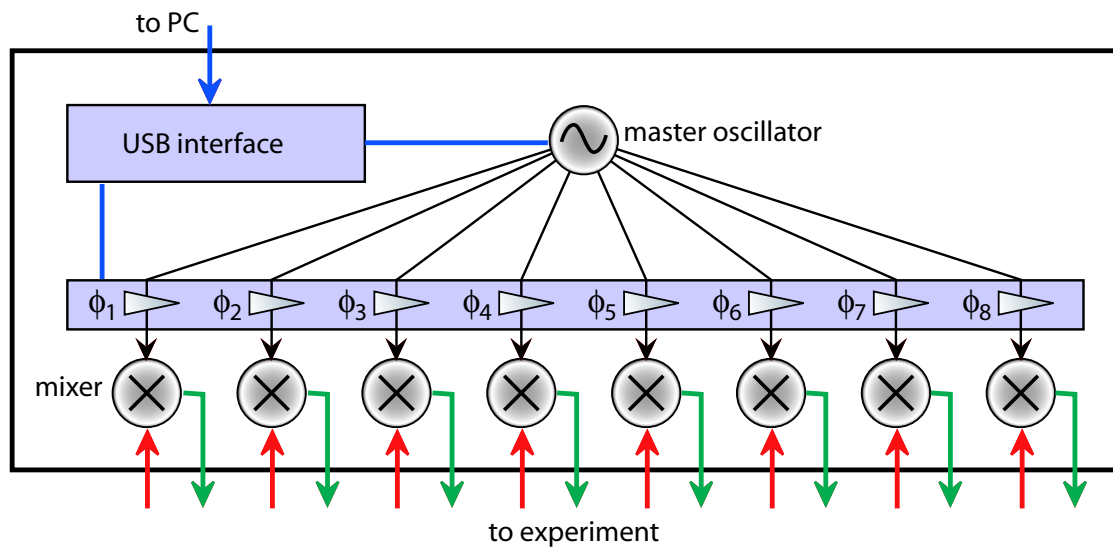 to PC
USB interface
master oscillator
ϕ1 ϕ2 ϕ3 ϕ4 ϕ5 ϕ6 ϕ7 ϕ8
mixer
to experiment